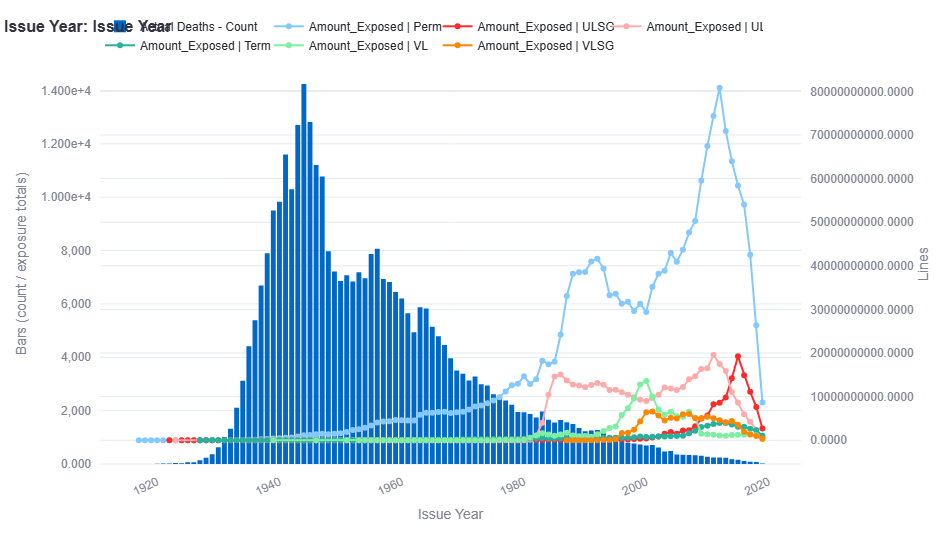 Issue Year: Issue Year
Actual Deaths - Count
Amount_Exposed | Perm
Amount_Exposed | ULSG
Amount_Exposed | UL
Amount_Exposed | Term
Amount_Exposed | VL
Amount_Exposed | VLSG
1.400e+4
1.200e+4
1.000e+4
8,000
6,000
4,000
2,000
0.000
Bars (count / exposure totals)
80000000000.0000
70000000000.0000
60000000000.0000
50000000000.0000
40000000000.0000
30000000000.0000
20000000000.0000
10000000000.0000
0.0000
Lines
1920
1940
1960
1980
2000
2020
Issue Year